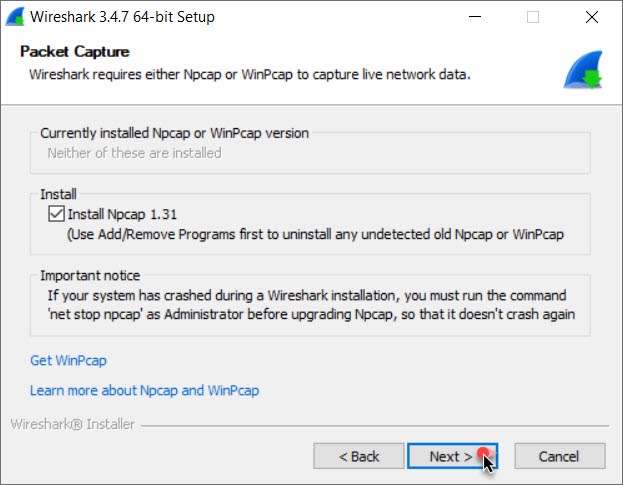 Wireshark 3.4.7 64-bit Setup
Packet Capture
Wireshark requires either Npcap or WinPcap to capture live network data.
Currently installed Npcap or WinPcap version
Neither of these are installed
Install
Install Npcap 1.31
(Use Add/Remove Programs first to uninstall any undetected old Npcap or WinPcap
Important notice
If your system has crashed during a Wireshark installation, you must run the command
'net stop npcap' as Administrator before upgrading Npcap, so that it doesn't crash again
Get WinPcap
Learn more about Npcap and WinPcap
Wireshark® Installer
< Back
Next >
Cancel